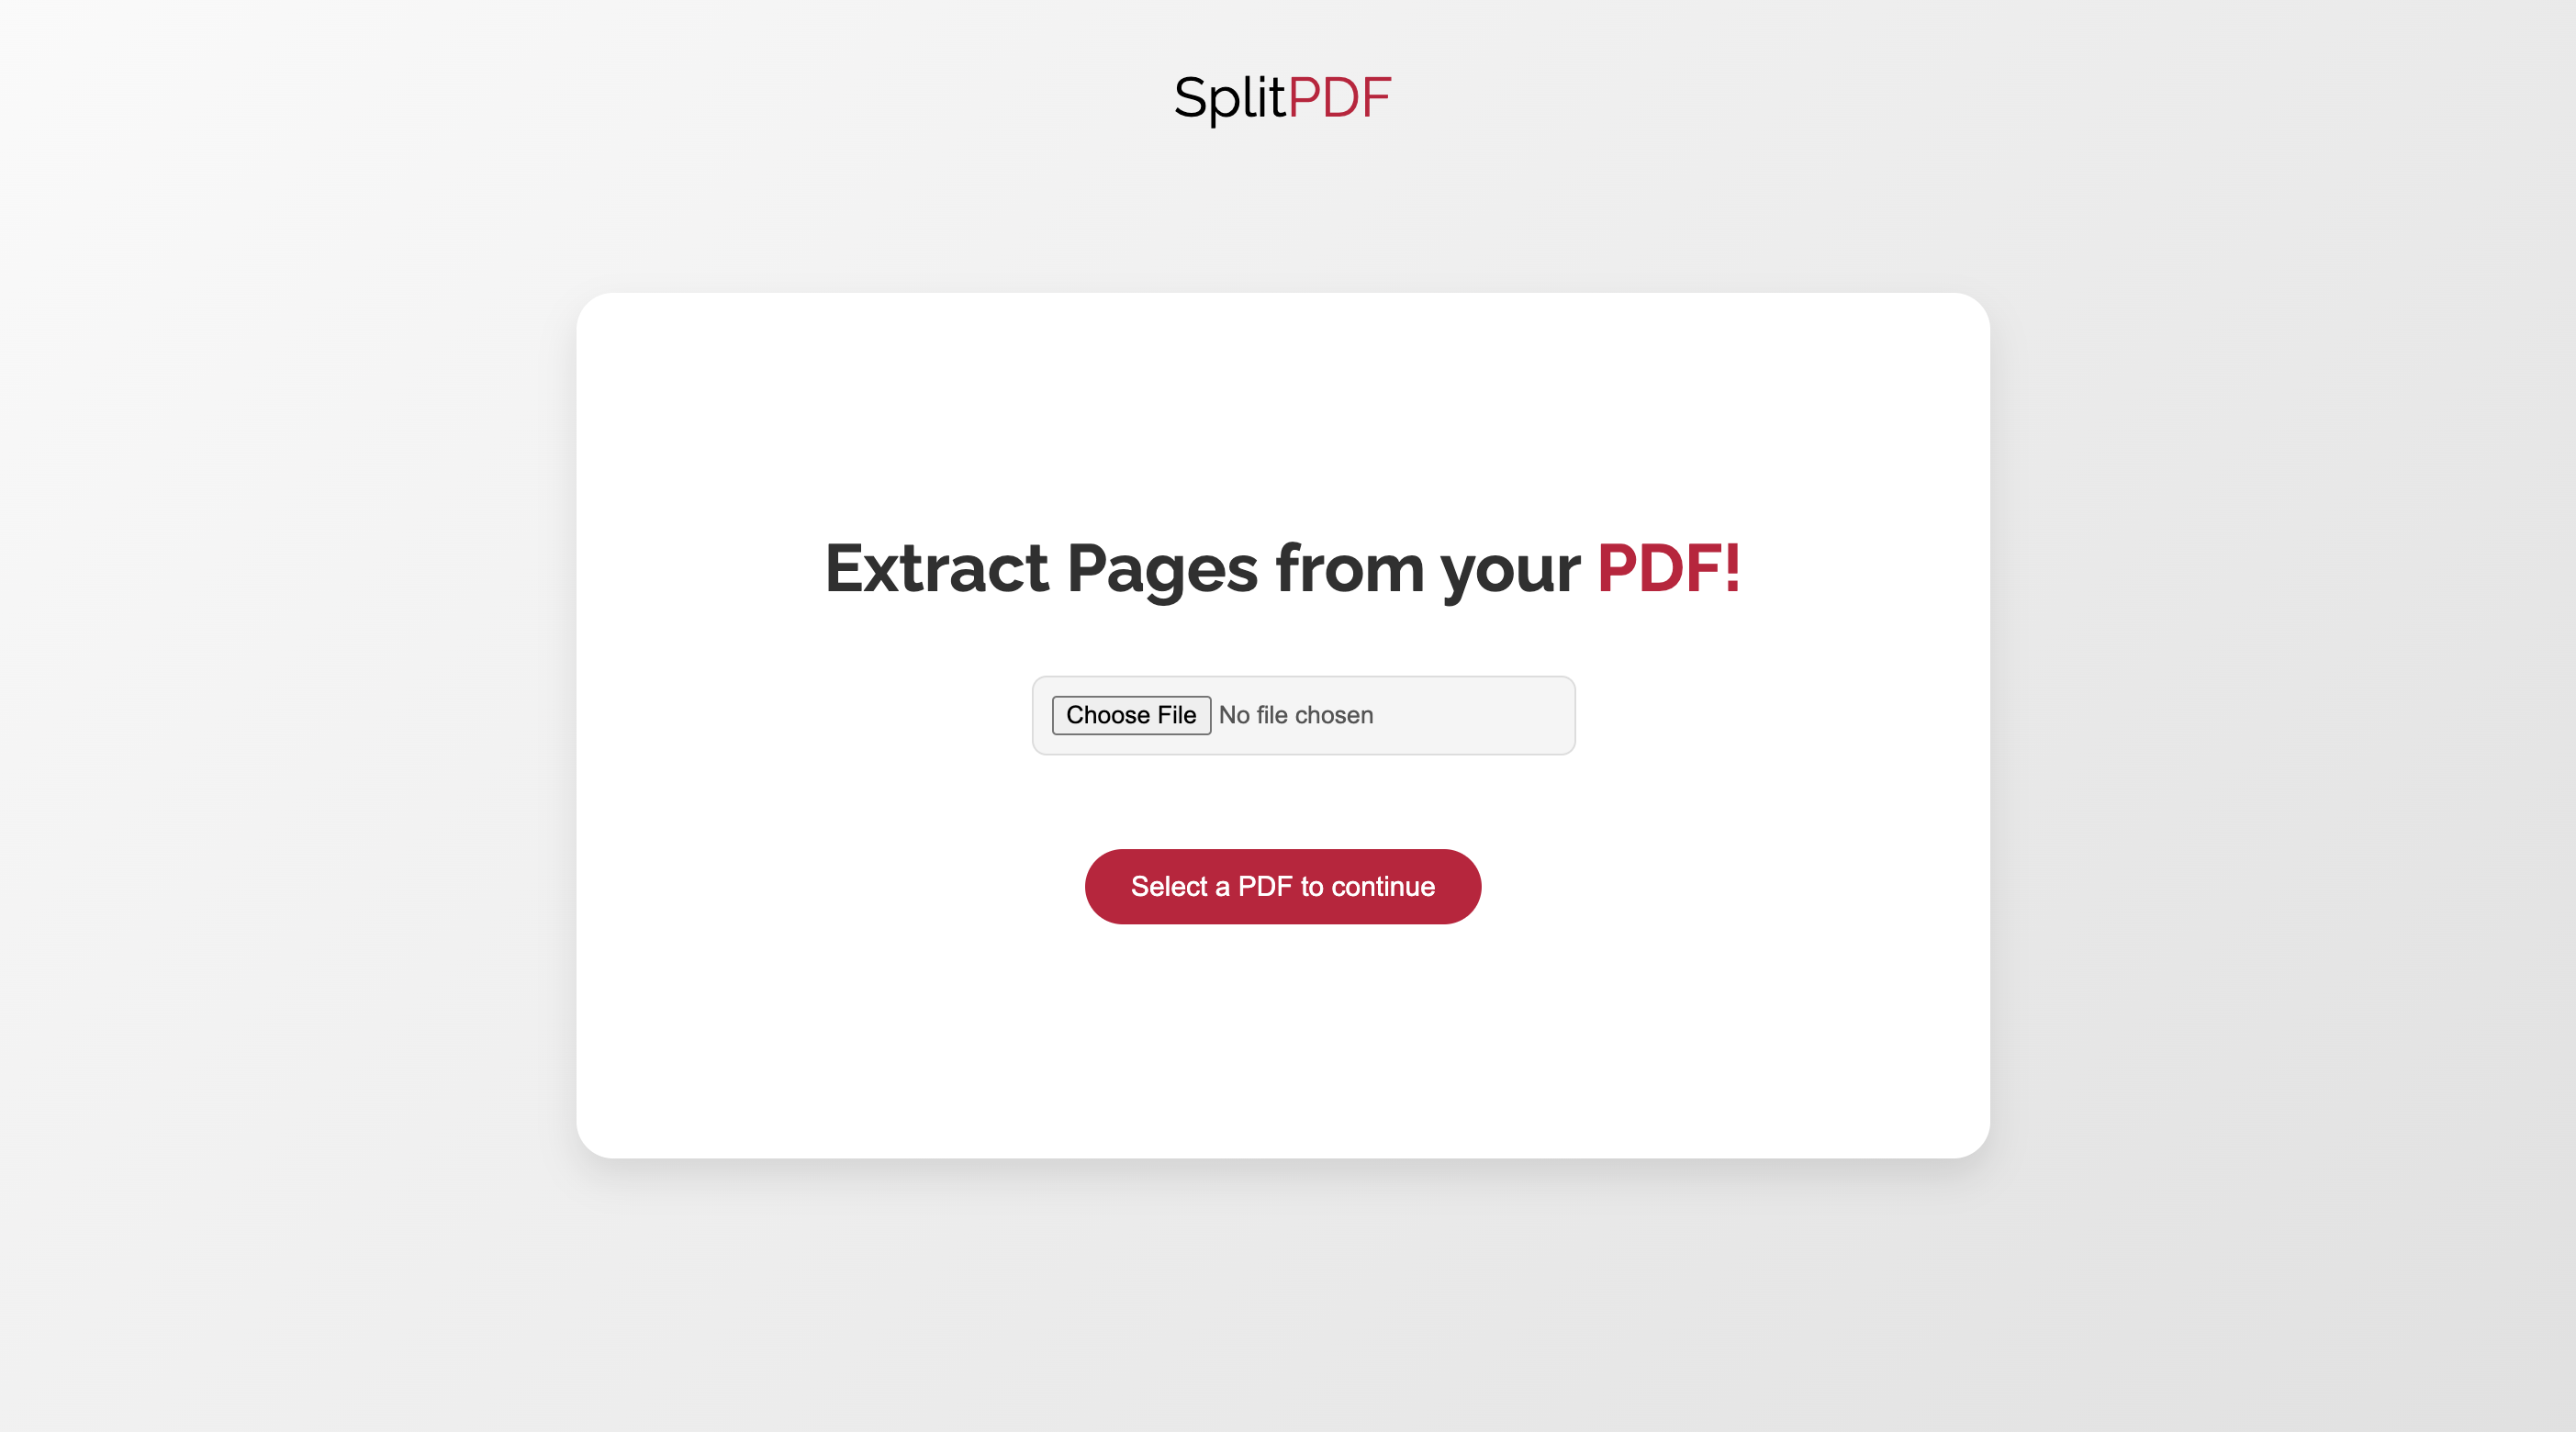 SplitPDF
Extract Pages from your PDF!
Choose File No file chosen
Select a PDF to continue